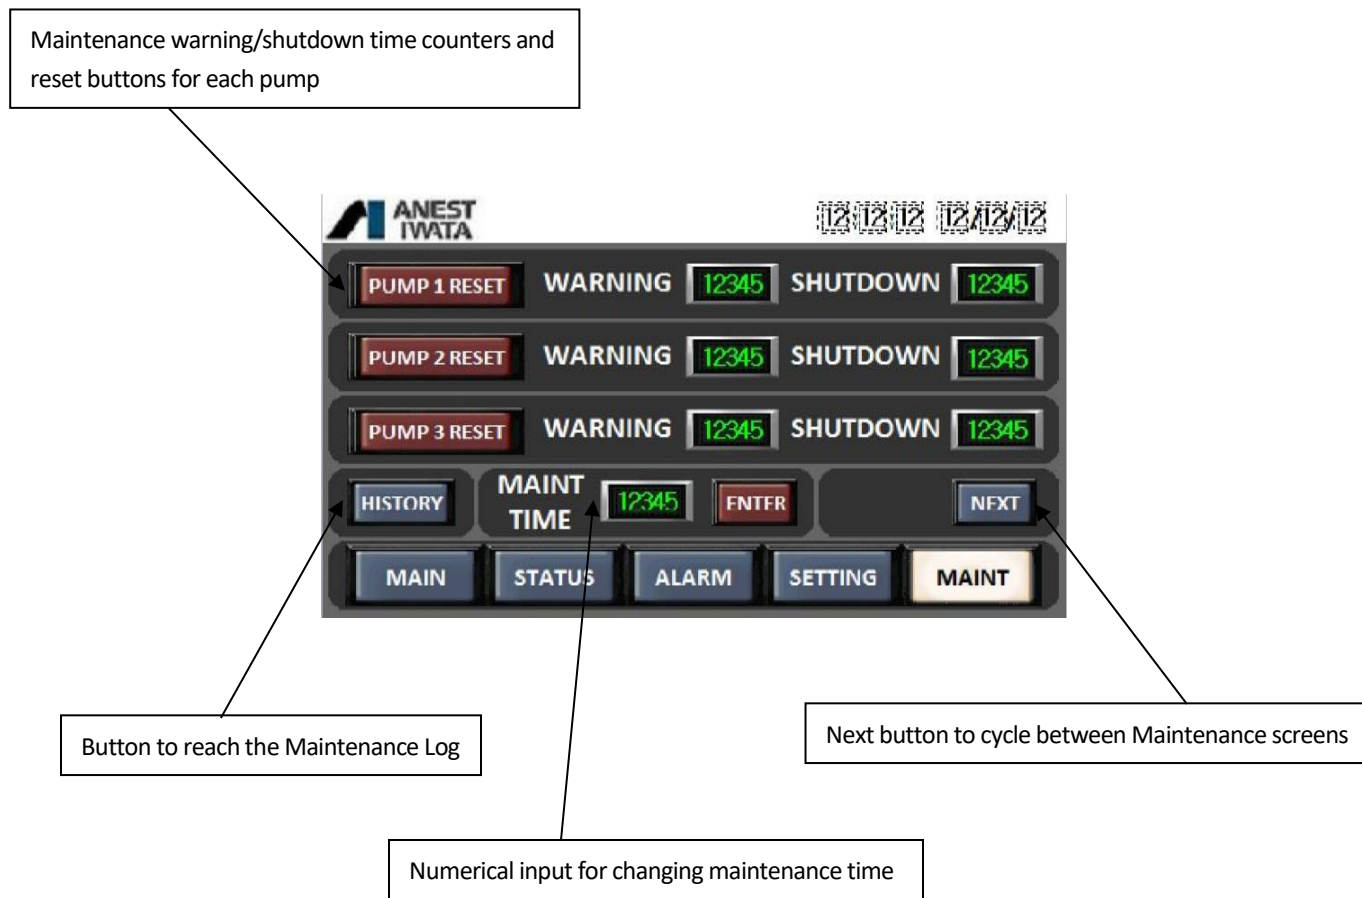 Maintenance warning/shutdown time counters and
reset buttons for each pump
ANEST
IWATA
12:12:12 12/12/12
PUMP 1 RESET WARNING 12345 SHUTDOWN 12345
PUMP 2 RESET WARNING 12345 SHUTDOWN 12345
PUMP 3 RESET WARNING 12345 SHUTDOWN 12345
HISTORY MAINT TIME 12345 ENTER NEXT
MAIN STATUS ALARM SETTING MAINT
Button to reach the Maintenance Log
Next button to cycle between Maintenance screens
Numerical input for changing maintenance time